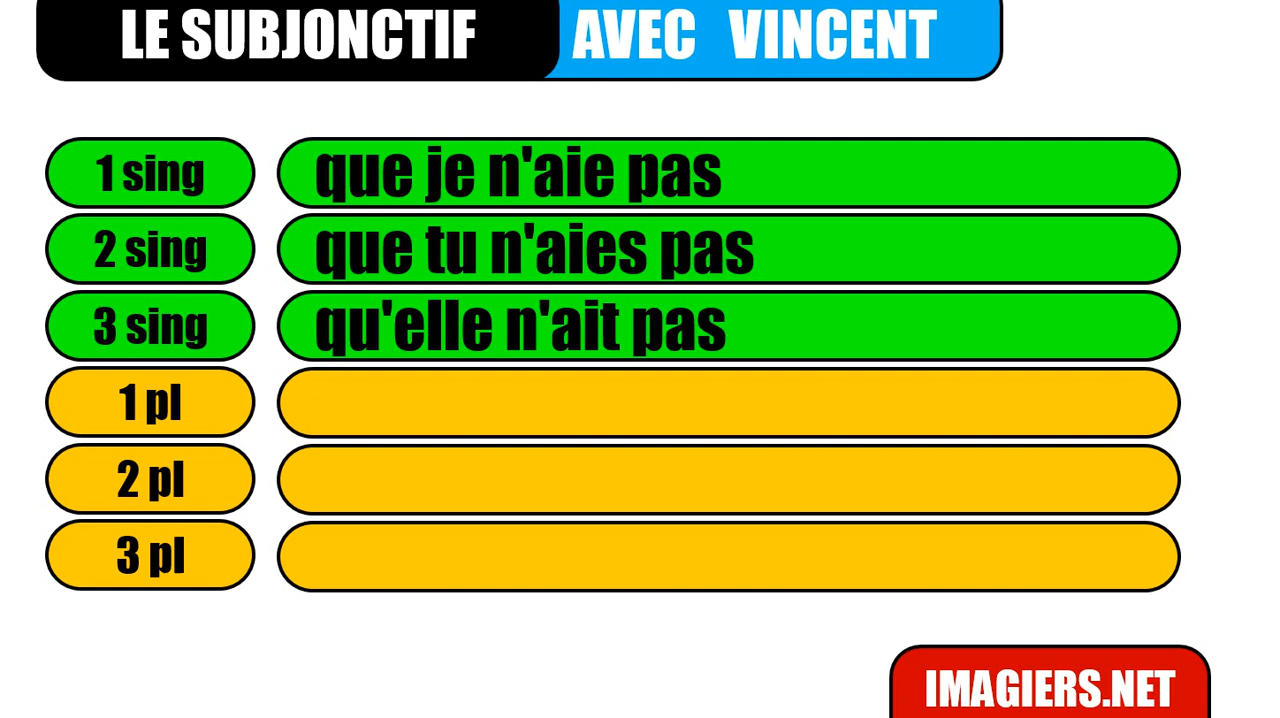 LE SUBJONCTIF AVEC VINCENT
1 sing que je n'aie pas
2 sing que tu n'aies pas
3 sing qu'elle n'ait pas
1 pl
2 pl
3 pl
IMAGIERS.NET